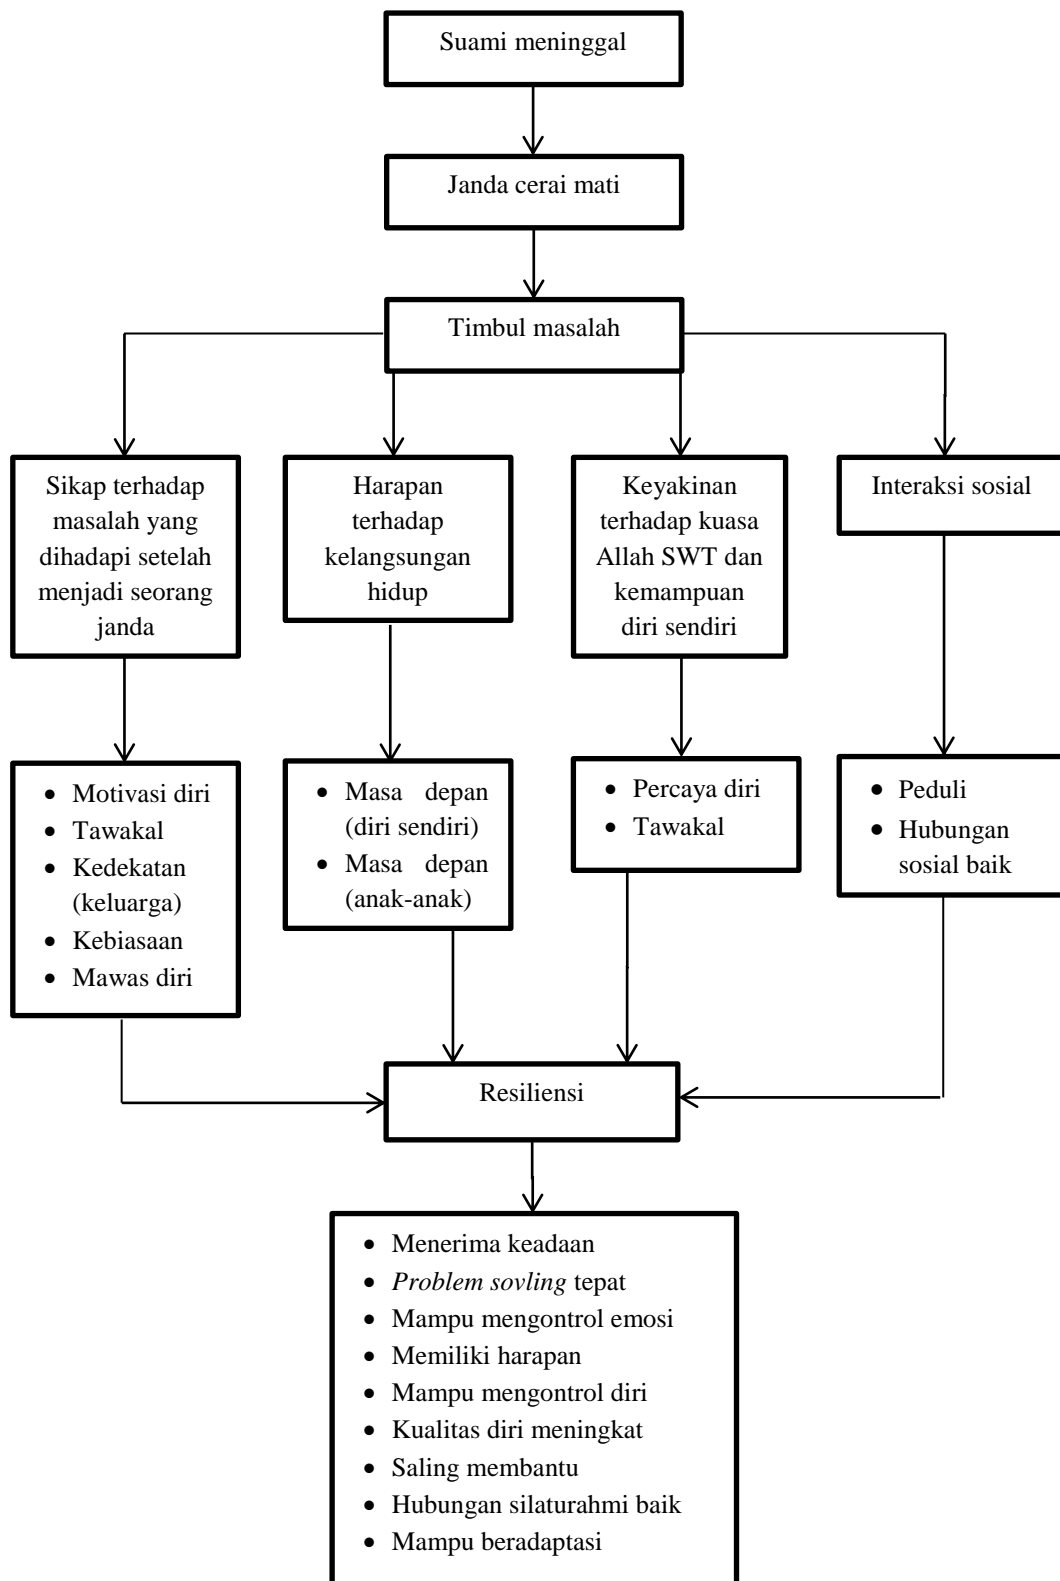 Suami meninggal
Janda cerai mati
Timbul masalah
Sikap terhadap
masalah yang
dihadapi setelah
menjadi seorang
janda
Harapan
terhadap
kelangsungan
hidup
Keyakinan
terhadap kuasa
Allah SWT dan
kemampuan
diri sendiri
Interaksi sosial
• Motivasi diri
• Tawakal
• Kedekatan
(keluarga)
• Kebiasaan
• Mawas diri
• Masa depan
(diri sendiri)
• Masa depan
(anak-anak)
• Percaya diri
• Tawakal
• Peduli
• Hubungan
sosial baik
Resiliensi
• Menerima keadaan
• Problem sovling tepat
• Mampu mengontrol emosi
• Memiliki harapan
• Mampu mengontrol diri
• Kualitas diri meningkat
• Saling membantu
• Hubungan silaturahmi baik
• Mampu beradaptasi